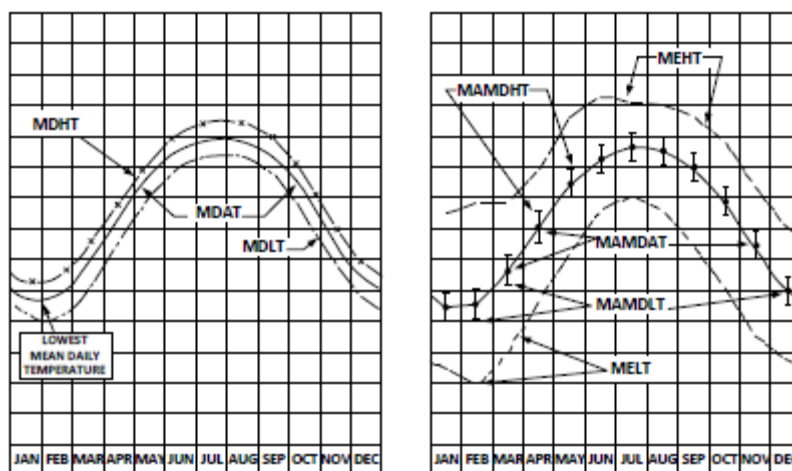 MDHT
MDAT
MDLT
LOWEST
MEAN DAILY
TEMPERATURE
JAN FEB MAR APR MAY JUN JUL AUG SEP OCT NOV DEC
MEHT
MAMDHT
MAMDAT
MAMDLT
MELT
JAN FEB MAR APR MAY JUN JUL AUG SEP OCT NOV